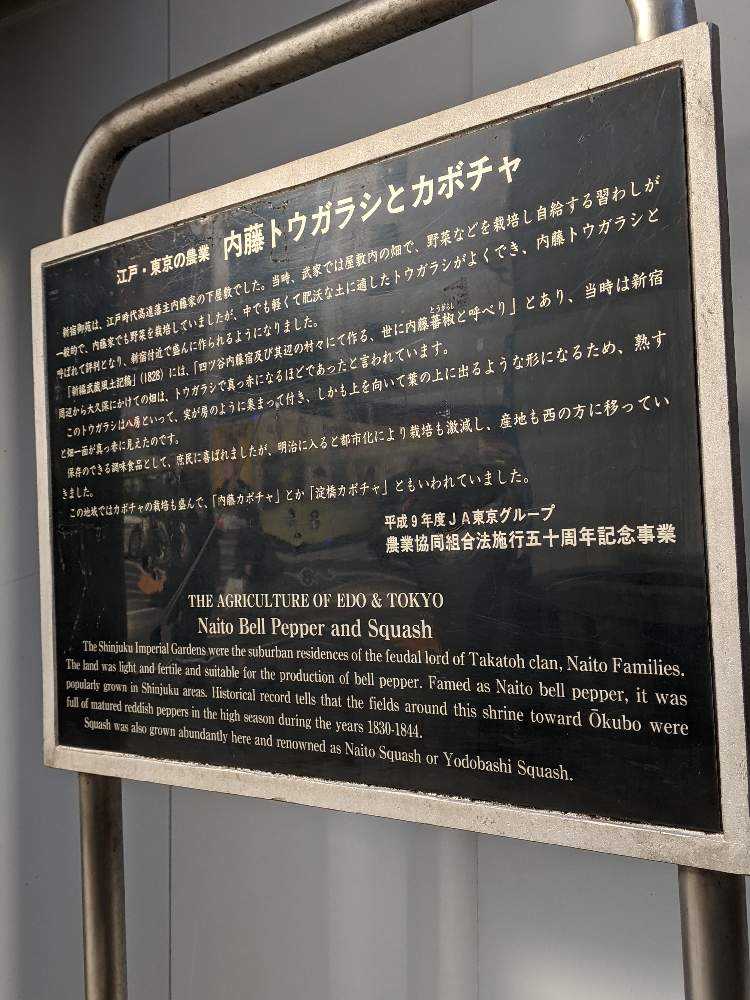 江戸・東京の農業 内藤トウガラシとカボチャ
新宿御苑は、江戸時代高遠藩主内藤家の下屋敷でした。当時、武家では屋敷内の畑で、野菜などを栽培し自給する習わしが
一般的で、内藤家でも野菜を栽培していましたが、中でも軽くて肥沃な土に適したトウガラシがよくでき、内藤トウガラシと
呼ばれて評判となり、新宿付近で盛んに作られるようになりました。
「新編武蔵風土記稿」(1828)には、「四ツ谷内藤宿及び其辺の村々にて作る、世に内藤蕃椒と呼べり」とあり、当時は新宿
とうがらし
周辺から大久保にかけての畑は、トウガラシで真っ赤になるほどであったと言われています。
このトウガラシは八房といって、実が房のように集まって付き、しかも上を向いて葉の上に出るような形になるため、熟す
と畑一面が真っ赤に見えたのです。
保存のできる調味食品として、庶民に喜ばれましたが、明治に入ると都市化により栽培も激減し、産地も西の方に移ってい
きました。
この地域ではカボチャの栽培も盛んで、「内藤カボチャ」とか「淀橋カボチャ」ともいわれていました。
平成9年度JA東京グループ
農業協同組合法施行五十周年記念事業
THE AGRICULTURE OF EDO & TOKYO
Naito Bell Pepper and Squash
The Shinjuku Imperial Gardens were the suburban residences of the feudal lord of Takatoh clan, Naito Families.
The land was light and fertile and suitable for the production of bell pepper. Famed as Naito bell pepper, it was
popularly grown in Shinjuku areas. Historical record tells that the fields around this shrine toward Ōkubo were
full of matured reddish peppers in the high season during the years 1830-1844.
Squash was also grown abundantly here and renowned as Naito Squash or Yodobashi Squash.